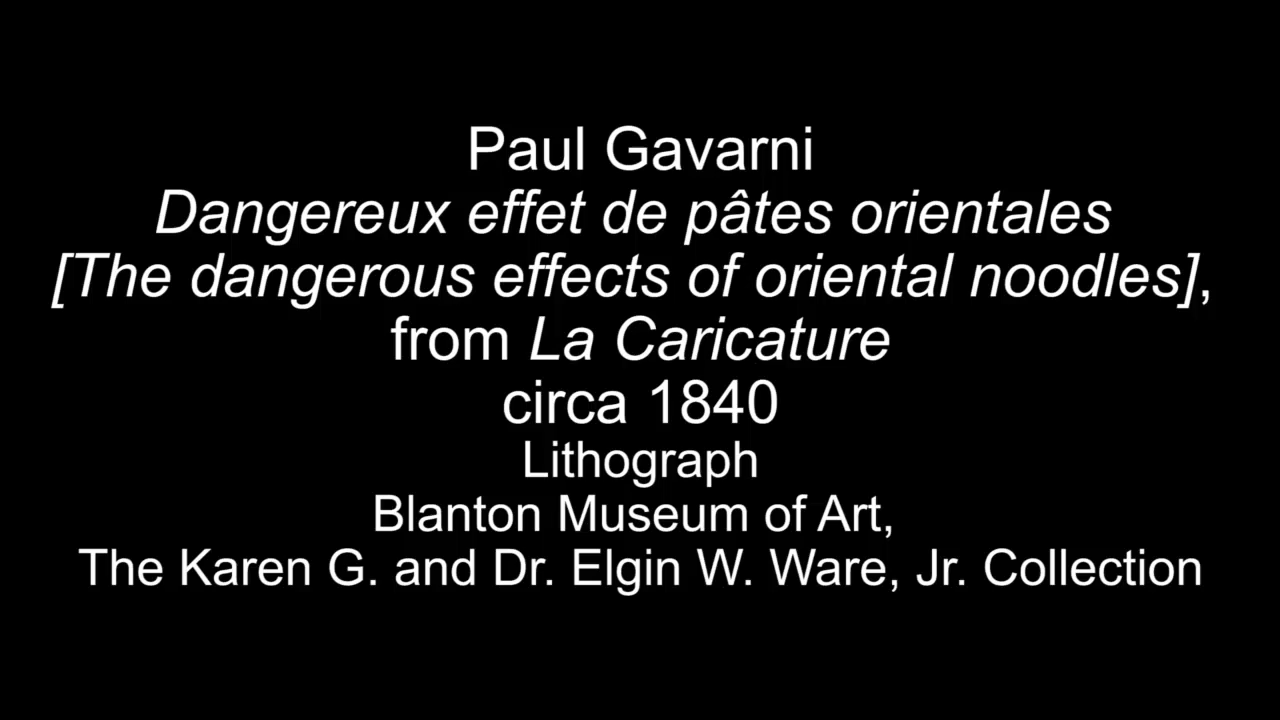 Paul Gavarni
Dangereux effet de pâtes orientales
[The dangerous effects of oriental noodles],
from La Caricature
circa 1840
Lithograph
Blanton Museum of Art,
The Karen G. and Dr. Elgin W. Ware, Jr. Collection